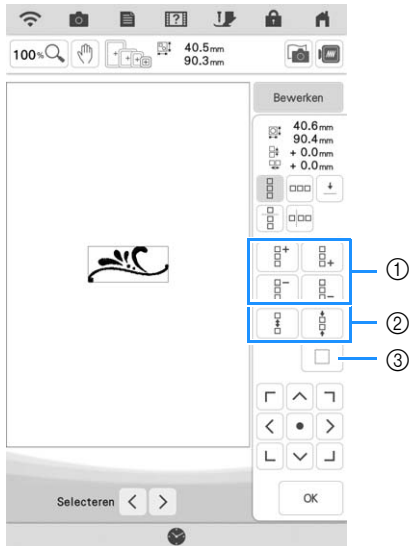 100%
40.5mm
90.3mm
Bewerken
40.6mm
90.4mm
+ 0.0mm
+ 0.0mm
①
②
③
Selecteren
OK